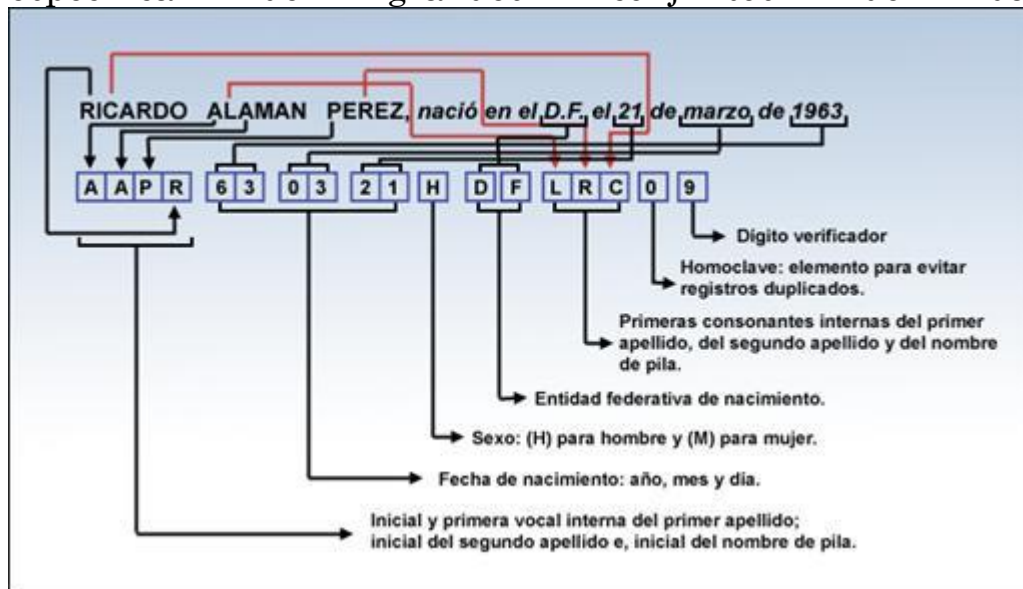 RICARDO ALAMAN PEREZ, nació en el D.F. el 21 de marzo de 1963.
A A P R 6 3 0 3 2 1 H D F L R C 0 9
Dígito verificador
Homoclave: elemento para evitar
registros duplicados.
Primeras consonantes internas del primer
apellido, del segundo apellido y del nombre
de pila.
Entidad federativa de nacimiento.
Sexo: (H) para hombre y (M) para mujer.
Fecha de nacimiento: año, mes y día.
Inicial y primera vocal interna del primer apellido;
inicial del segundo apellido e, inicial del nombre de pila.